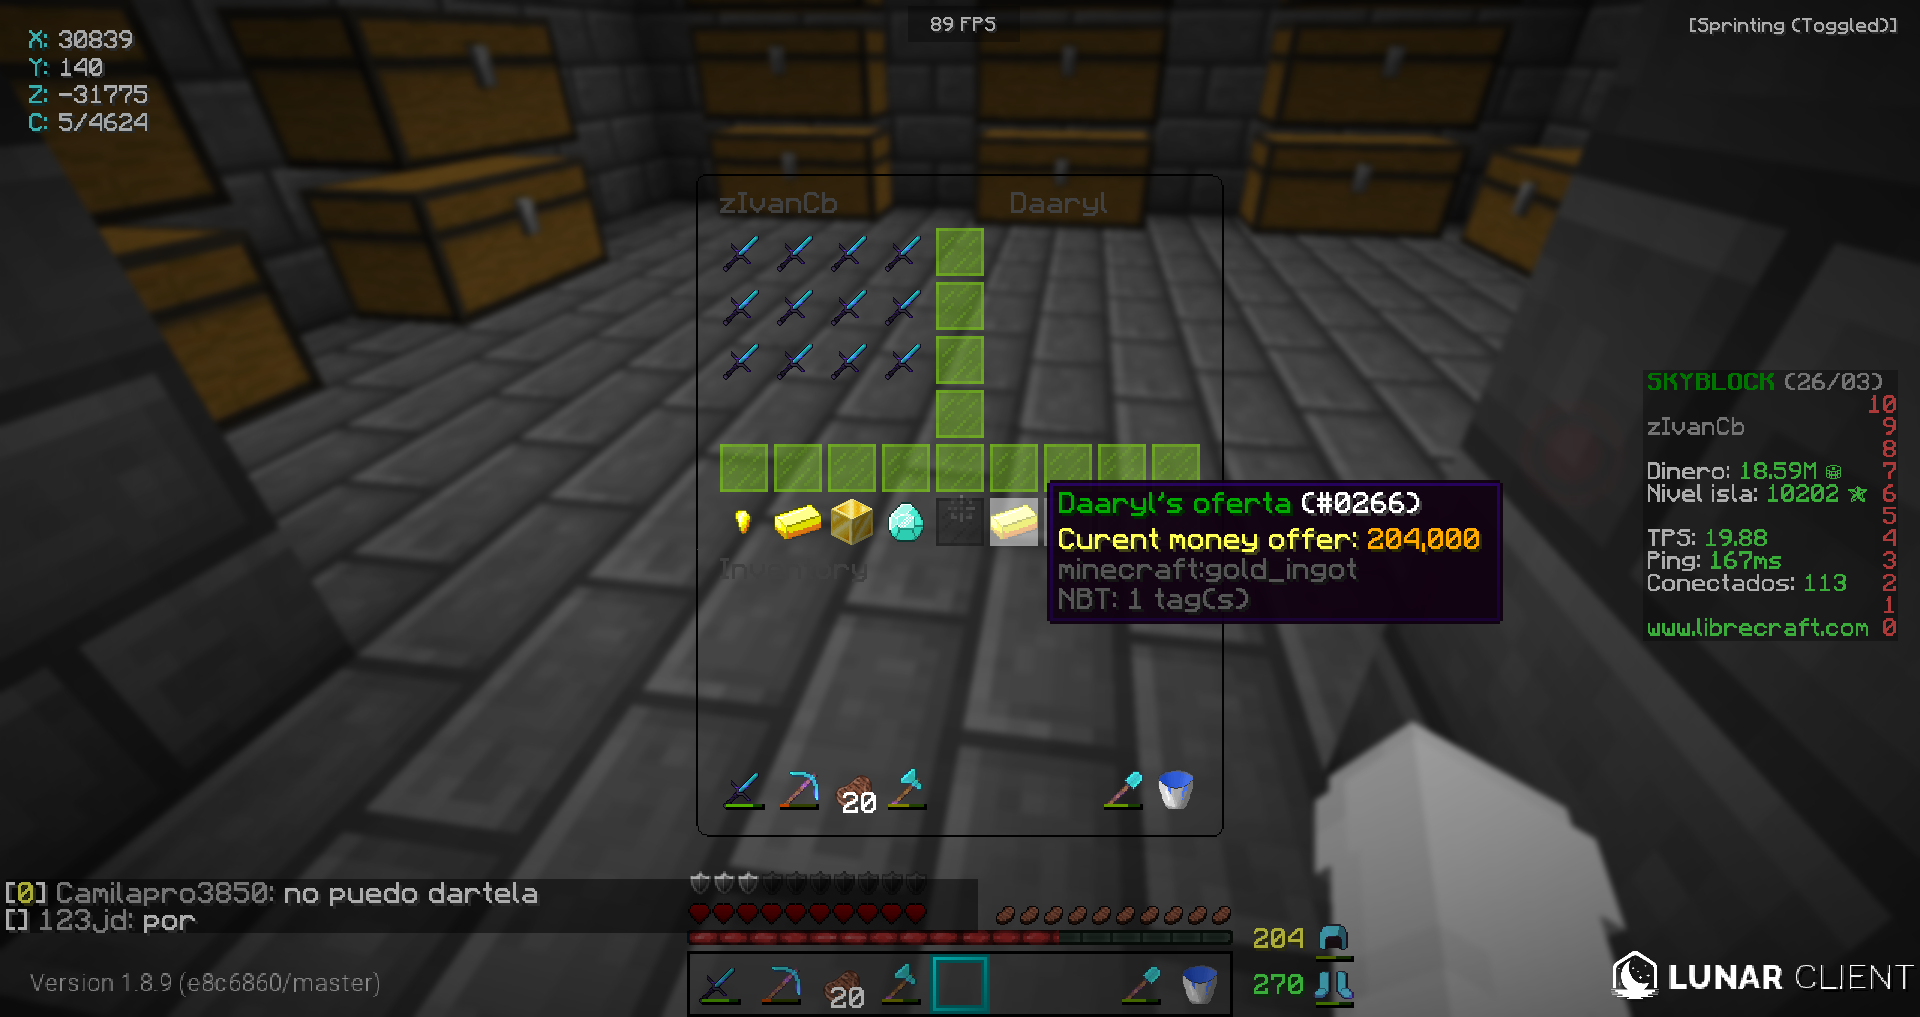 X: 30839
Y: 140
Z: -31775
C: 5/4624
89 FPS
[Sprinting (Toggled)]
zIvanCb
Daaryl
Daaryl's oferta (#0266)
Curent money offer: 204,000
minecraft:gold_ingot
NBT: 1 tag(s)
Inventory
20
SKYBLOCK (26/03)
10
zIvanCb 9
8
Dinero: 18.59M 7
Nivel isla: 10202 6
5
TPS: 19.88 4
Ping: 167ms 3
Conectados: 113 2
1
www.librecraft.com 0
[0] Camilapro3850: no puedo dartela
[] 123.jd: por
Version 1.8.9 (e8c6860/master)
20
204
270
LUNAR CLIENT